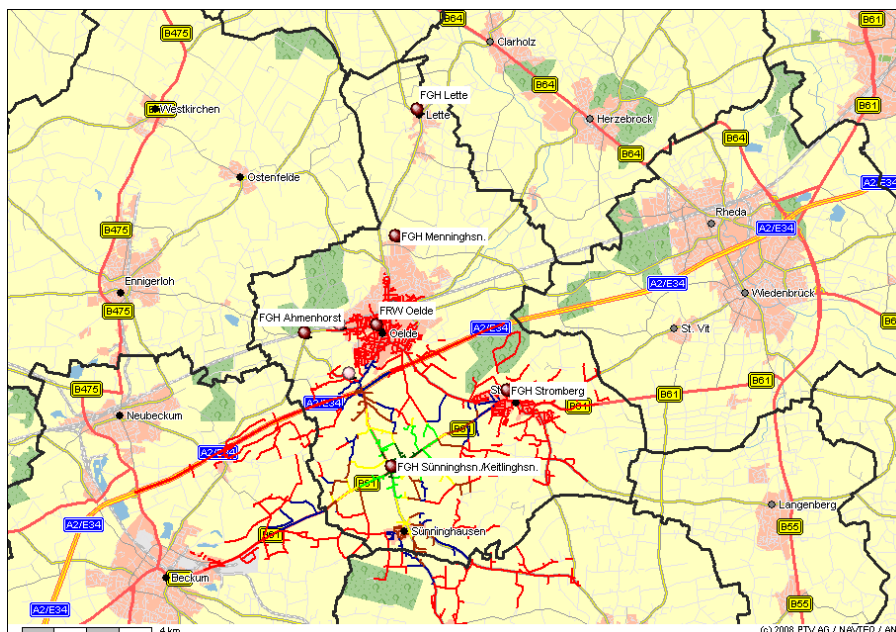 B64
Clarholz
B61
B475
FGH Lette
Lette
Westkirchen
B64
Herzebrock
B61
B64
B64
Ostenfelde
A2/E34
Rheda
A2/E34
B475
FGH Menninghsn.
Ennigerloh
A2/E34
Wiedenbrück
B475
FGH Ahmenhorst
FRW Oelde
Oelde
A2/E34
St. Vit
B475
FGH Stromberg
B61
B61
A2/E34
B61
Neubeckum
B61
A2/E34
FGH Sünninghsn./Keitlinghsn.
B61
Langenberg
A2/E34
B61
Sünninghausen
B55
Beckum
A2/E34
B55
4 km
(c) 2008 PTV AG / NAVTEQ / AN